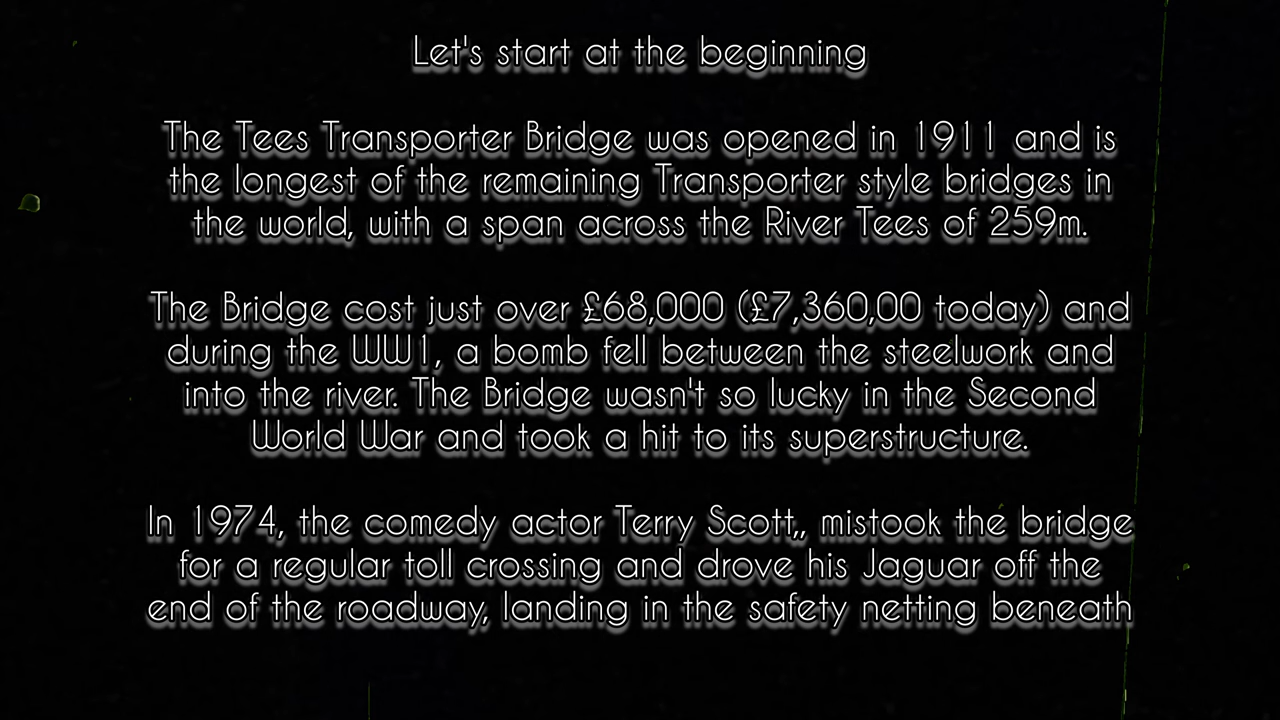 Let's start at the beginning
The Tees Transporter Bridge was opened in 1911 and is
the longest of the remaining Transporter style bridges in
the world, with a span across the River Tees of 259m.
The Bridge cost just over £68,000 (£7,360,00 today) and
during the WW1, a bomb fell between the steelwork and
into the river. The Bridge wasn't so lucky in the Second
World War and took a hit to its superstructure.
In 1974, the comedy actor Terry Scott,, mistook the bridge
for a regular toll crossing and drove his Jaguar off the
end of the roadway, landing in the safety netting beneath